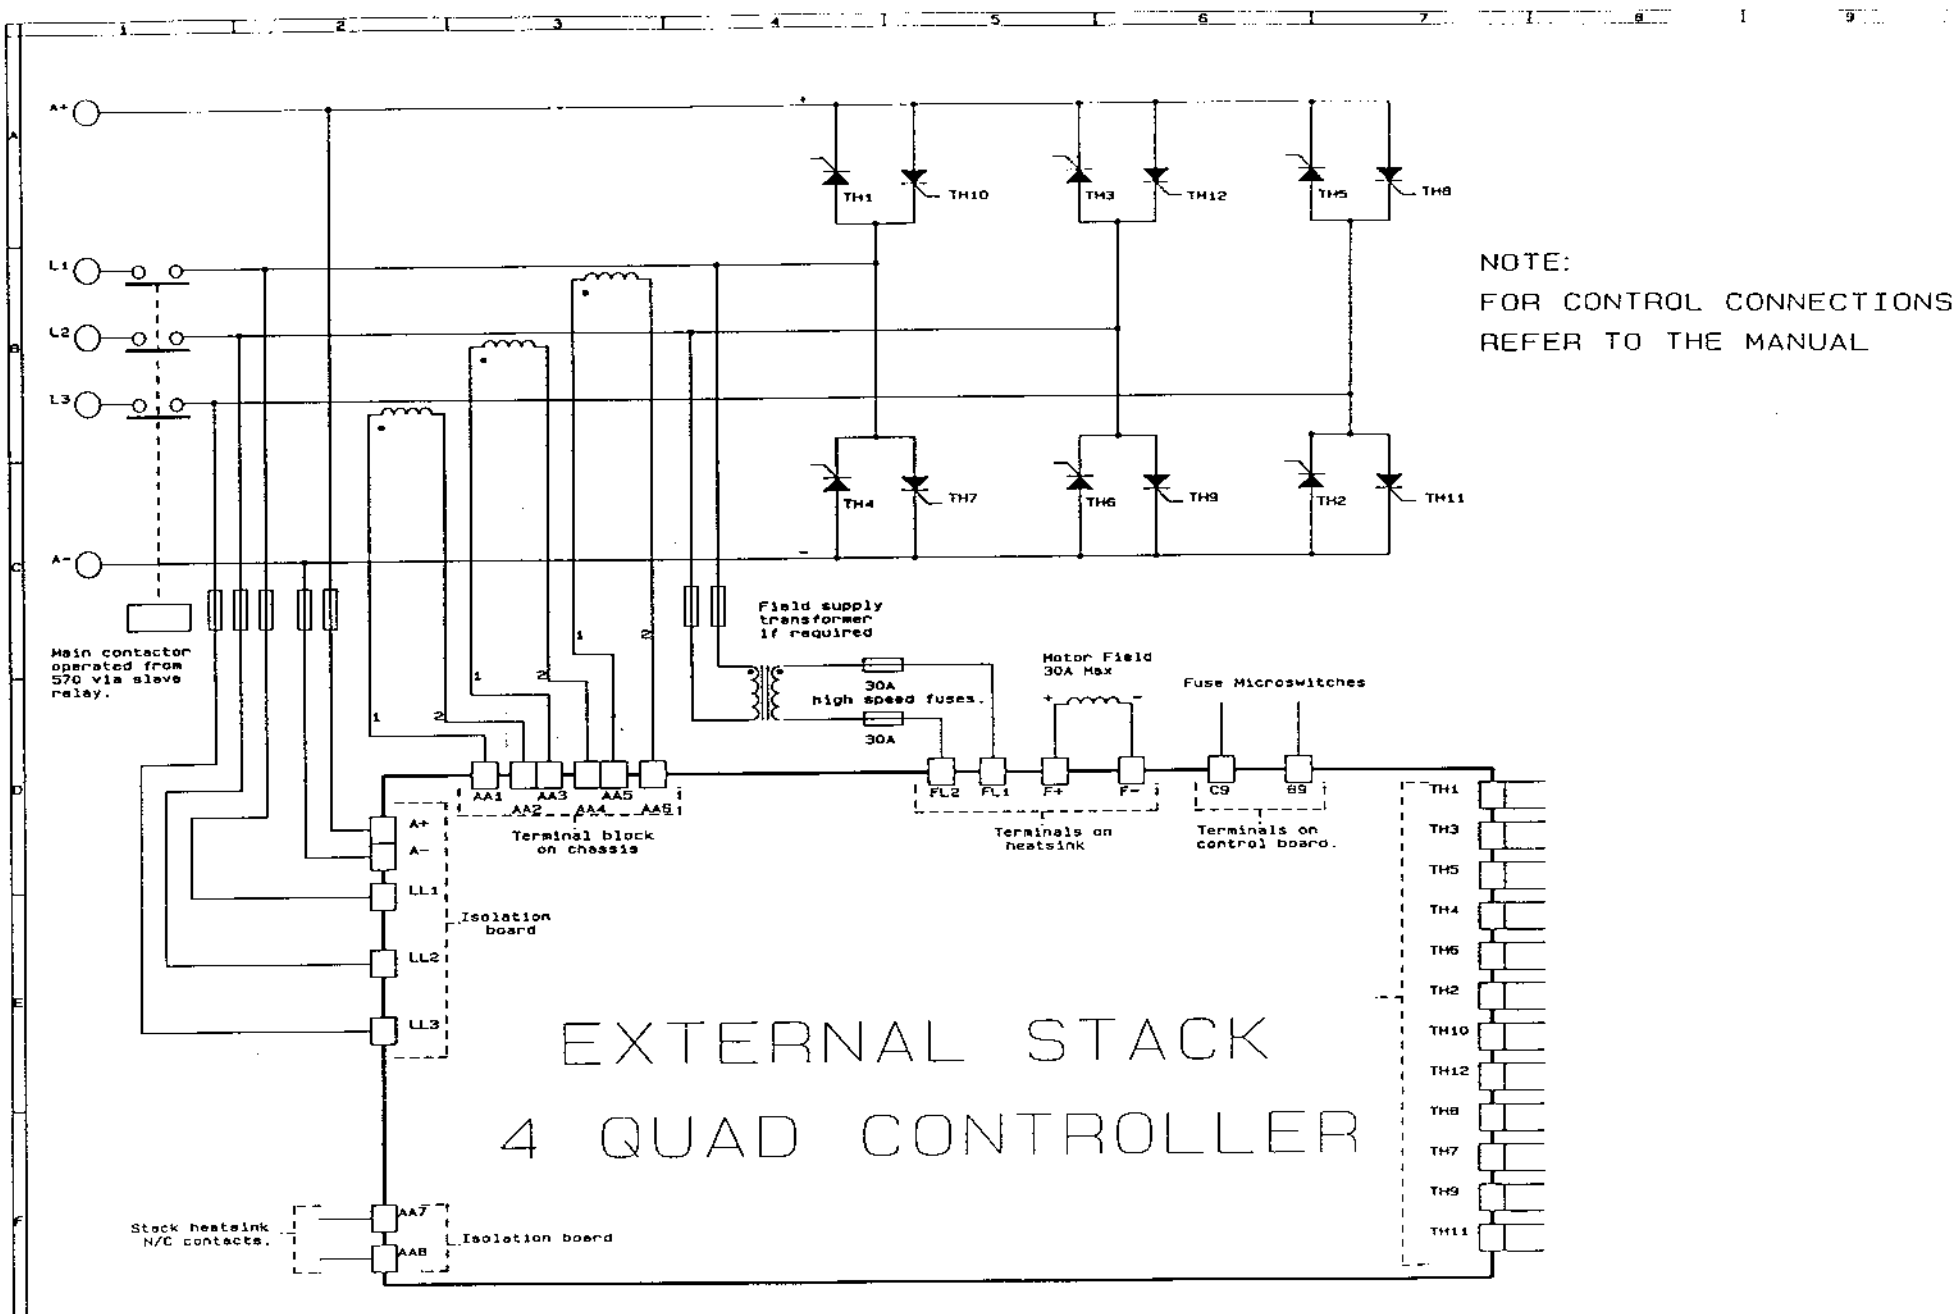 1 2 3 4 5 6 7 8 9
A
B
C
D
E
F
A+
L1
L2
L3
A-
+
-
TH1
TH10
TH3
TH12
TH5
TH8
TH4
TH7
TH6
TH9
TH2
TH11
NOTE:
FOR CONTROL CONNECTIONS
REFER TO THE MANUAL
Main contactor
operated from
570 via slave
relay.
1
2
1
2
1
2
Field supply
transformer
if required
30A
high speed fuses.
30A
Motor Field
30A Max
+ -
Fuse Microswitches
AA1
AA2
AA3
AA4
AA5
AA6
Terminal block
on chassis
FL2
FL1
F+
F-
Terminals on
heatsink
C9
B9
Terminals on
control board.
A+
A-
LL1
LL2
LL3
Isolation
board
TH1
TH3
TH5
TH4
TH6
TH2
TH10
TH12
TH8
TH7
TH9
TH11
EXTERNAL STACK
4 QUAD CONTROLLER
Stack heatsink
N/C contacts.
AA7
AA8
Isolation board